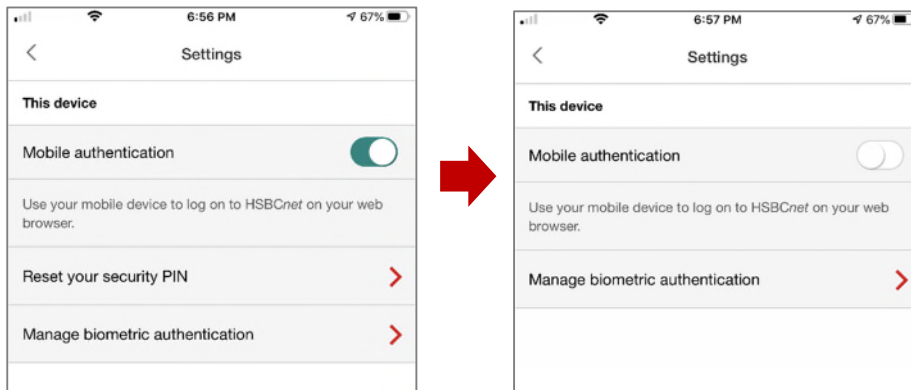 6:56 PM
67%
Settings
This device
Mobile authentication
Use your mobile device to log on to HSBCnet on your web
browser.
Reset your security PIN
Manage biometric authentication
6:57 PM
67%
Settings
This device
Mobile authentication
Use your mobile device to log on to HSBCnet on your web
browser.
Manage biometric authentication